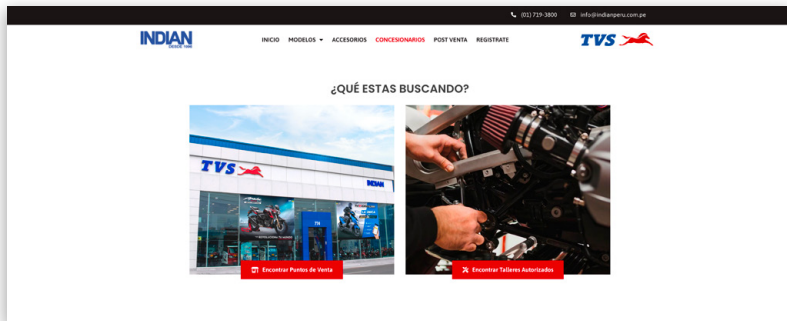 (01) 719-3800 info@indianperu.com.pe
INDIAN
DESDE 1986
INICIO MODELOS ACCESORIOS CONCESIONARIOS POST VENTA REGISTRATE
TVS
¿QUÉ ESTAS BUSCANDO?
TVS
INDIAN
Encontrar Puntos de Venta
Encontrar Talleres Autorizados